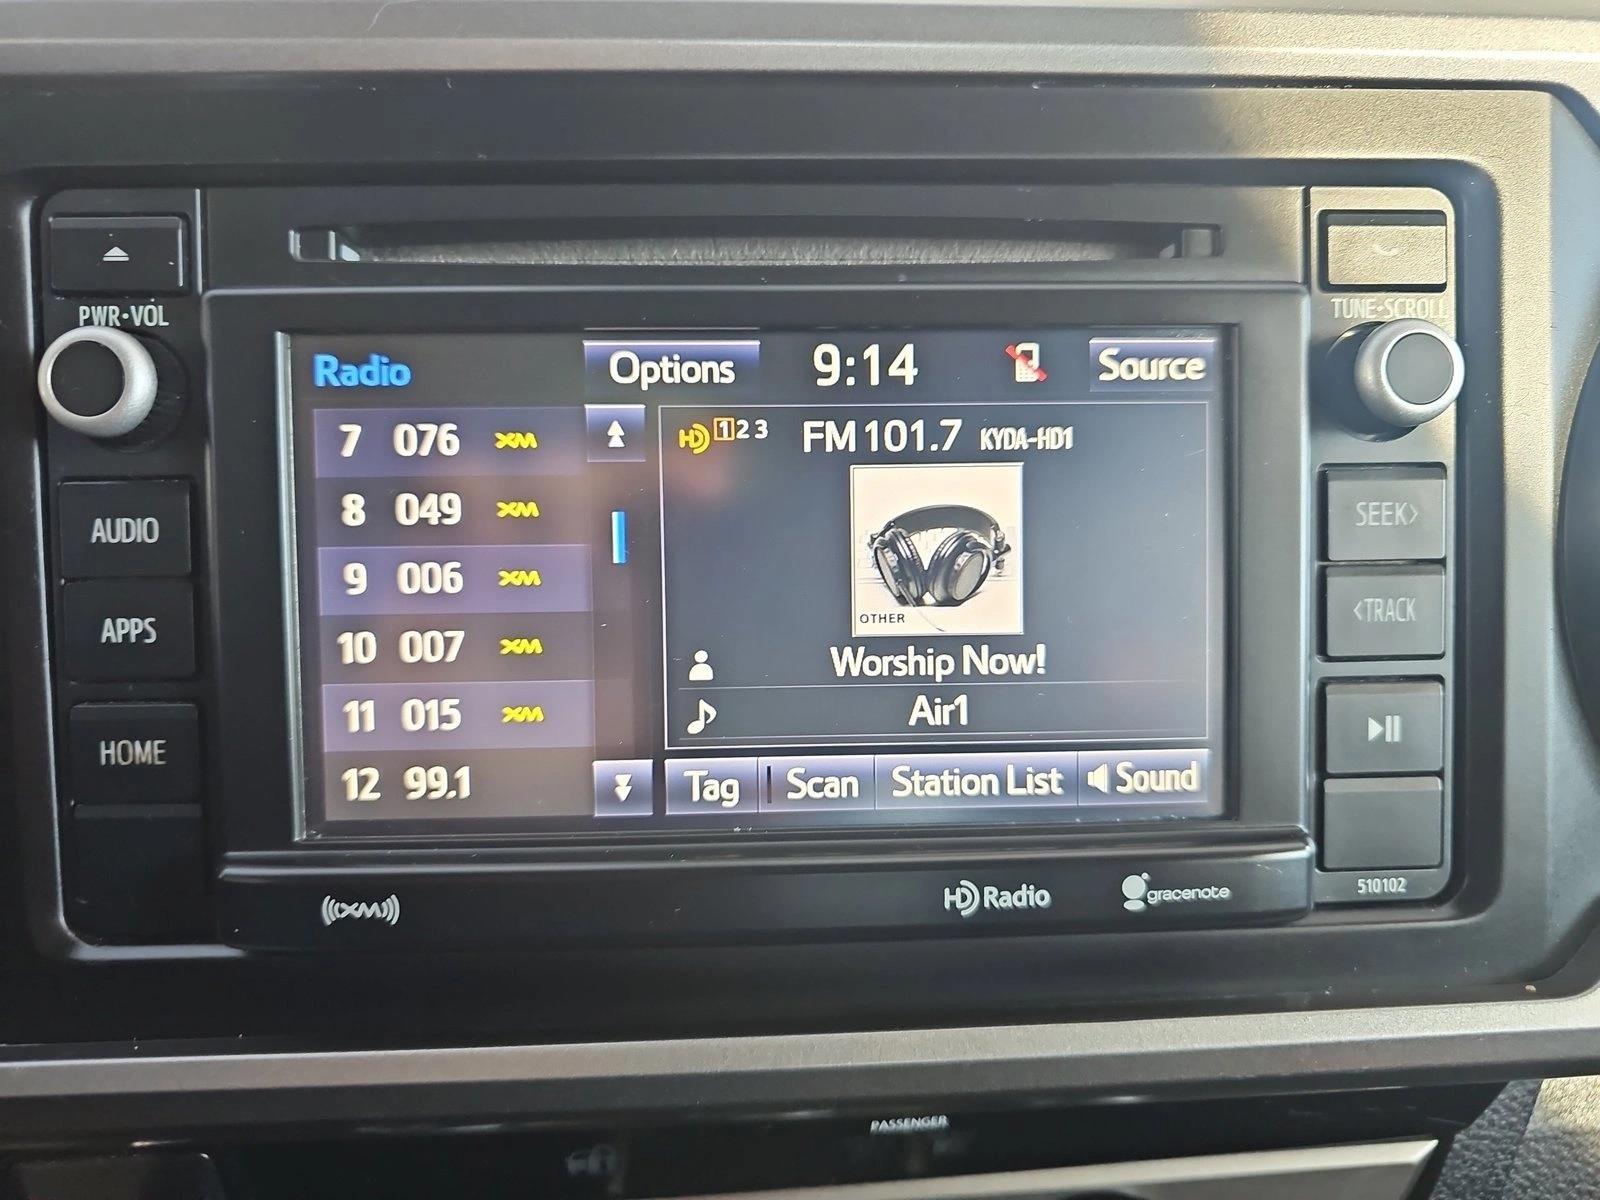 PWR•VOL
TUNE•SCROLL
AUDIO
APPS
HOME
SEEK>
<TRACK
510102
Radio
Options
9:14
Source
7 076 XM
8 049 XM
9 006 XM
10 007 XM
11 015 XM
12 99.1
HD 1 2 3 FM 101.7 KYDA-HD1
OTHER
Worship Now!
Air1
Tag
Scan
Station List
Sound
((XM))
HD Radio
gracenote
PASSENGER